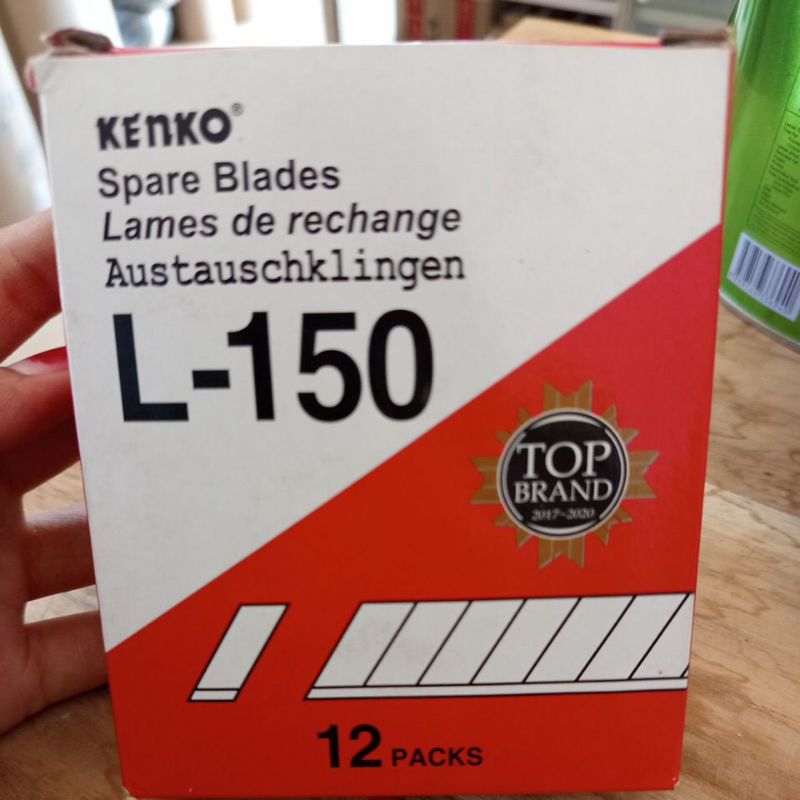 KENKO®
Spare Blades
Lames de rechange
Austauschklingen
L-150
TOP
BRAND
2017-2020
12 PACKS